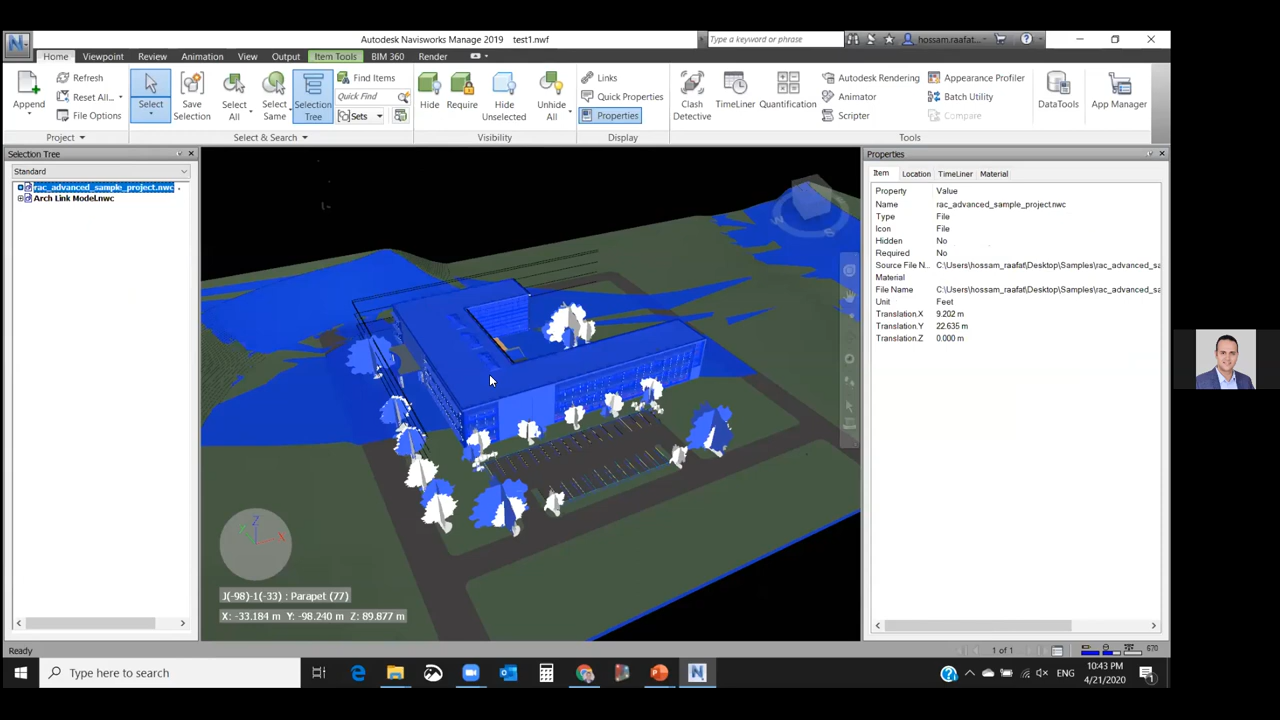 Autodesk Navisworks Manage 2019 test1.nwf
Type a keyword or phrase
hossam.raafat...
Home Viewpoint Review Animation View Output Item Tools BIM 360 Render
Append
Refresh
Reset All...
File Options
Project
Select
Save Selection
Select All
Select Same
Selection Tree
Find Items
Quick Find
Sets
Select & Search
Hide
Require
Hide Unselected
Unhide All
Visibility
Links
Quick Properties
Properties
Display
Clash Detective
TimeLiner
Quantification
Autodesk Rendering
Animator
Scripter
Appearance Profiler
Batch Utility
Compare
Tools
DataTools
App Manager
Selection Tree
Standard
rac_advanced_sample_project.nwc
Arch Link Model.nwc
Z
X
J(-98)-1(-33) : Parapet (77)
X: -33.184 m Y: -98.240 m Z: 89.877 m
Properties
Item Location TimeLiner Material
Property Value
Name rac_advanced_sample_project.nwc
Type File
Icon File
Hidden No
Required No
Source File N... C:\Users\hossam_raafat\Desktop\Samples\rac_advanced_sa
Material
File Name C:\Users\hossam_raafat\Desktop\Samples\rac_advanced_sa
Unit Feet
Translation.X 9.202 m
Translation.Y 22.635 m
Translation.Z 0.000 m
Ready
1 of 1
670
Type here to search
ENG
10:43 PM
4/21/2020